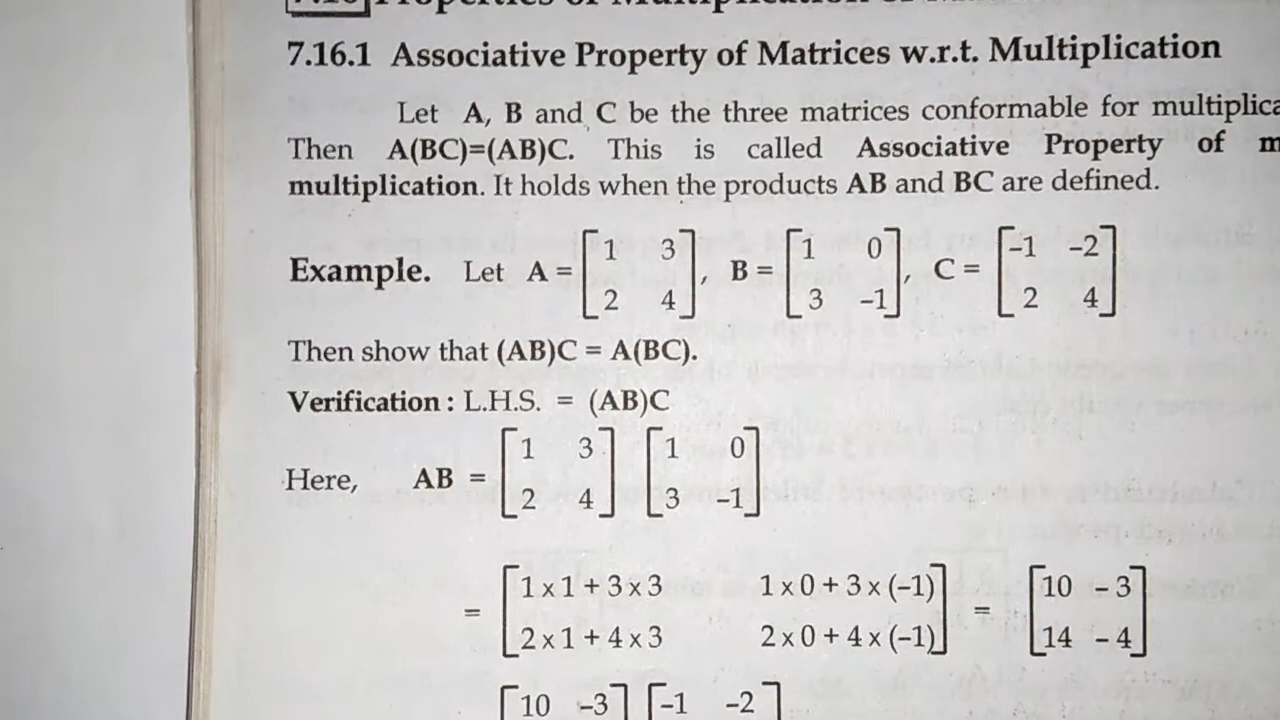 7.16.1 Associative Property of Matrices w.r.t. Multiplication
Let A, B and C be the three matrices conformable for
Then A(BC)=(AB)C. This is called Associative Property of
multiplication. It holds when the products AB and BC are defined.
Example. Let A = [1 3 2 4], B = [1 0 3 –1], C = [–1 –2 2 4]
Then show that (AB)C = A(BC).
Verification : L.H.S. = (AB)C
Here, AB = [1 3 2 4] [1 0 3 –1]
= [1 x 1 + 3 x 3 1 x 0 + 3 x (–1) 2 x 1 + 4 x 3 2 x 0 + 4 x (–1)] = [10 – 3 14 – 4]
[10 –3] [–1 –2]